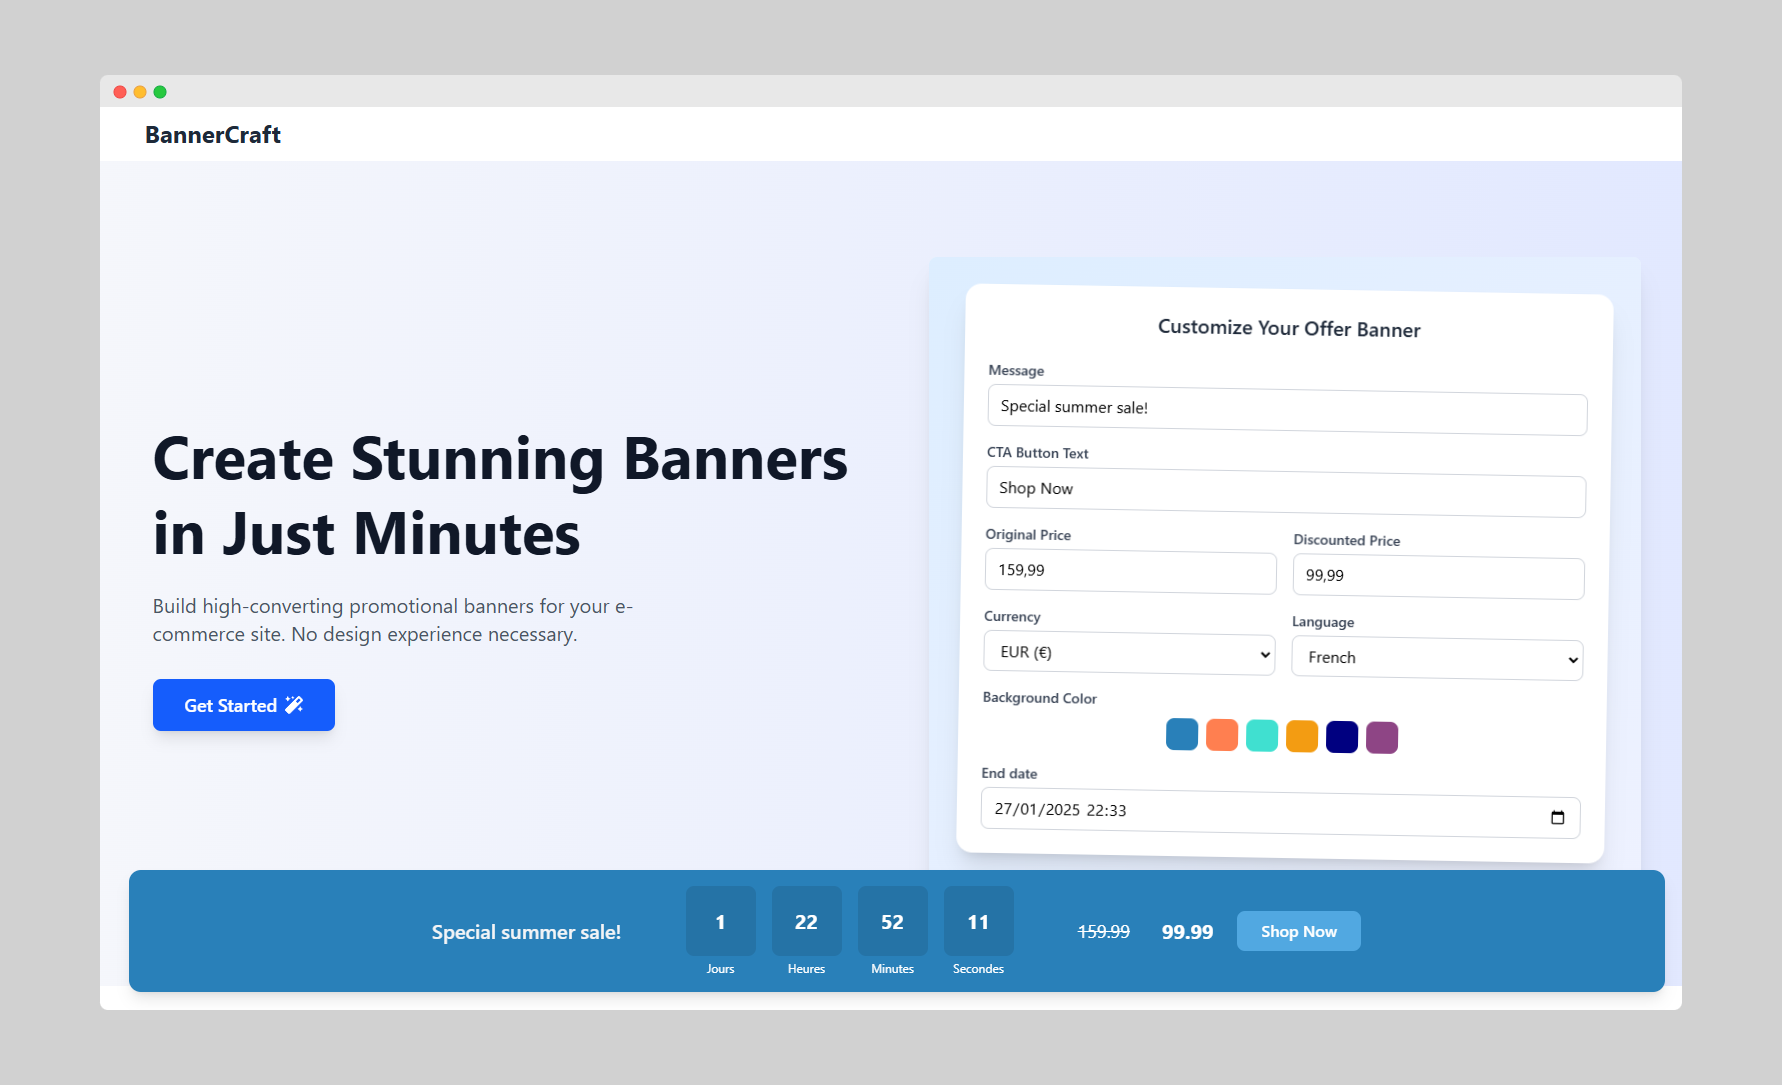 BannerCraft
Create Stunning Banners
in Just Minutes
Build high-converting promotional banners for your e-
commerce site. No design experience necessary.
Get Started
Customize Your Offer Banner
Message
Special summer sale!
CTA Button Text
Shop Now
Original Price
Discounted Price
159,99
99,99
Currency
Language
EUR (€)
French
Background Color
End date
27/01/2025 22:33
Special summer sale!
1
22
52
11
Jours
Heures
Minutes
Secondes
159.99
99.99
Shop Now